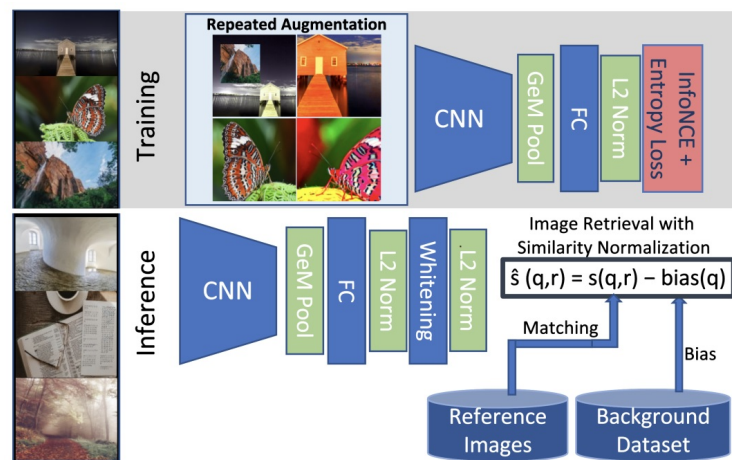 Training
Repeated Augmentation
CNN
GeM Pool
FC
L2 Norm
InfoNCE +
Entropy Loss
Inference
CNN
GeM Pool
FC
L2 Norm
Whitening
L2 Norm
Image Retrieval with
Similarity Normalization
ŝ (q,r) = s(q,r) – bias(q)
Matching
Bias
Reference
Images
Background
Dataset